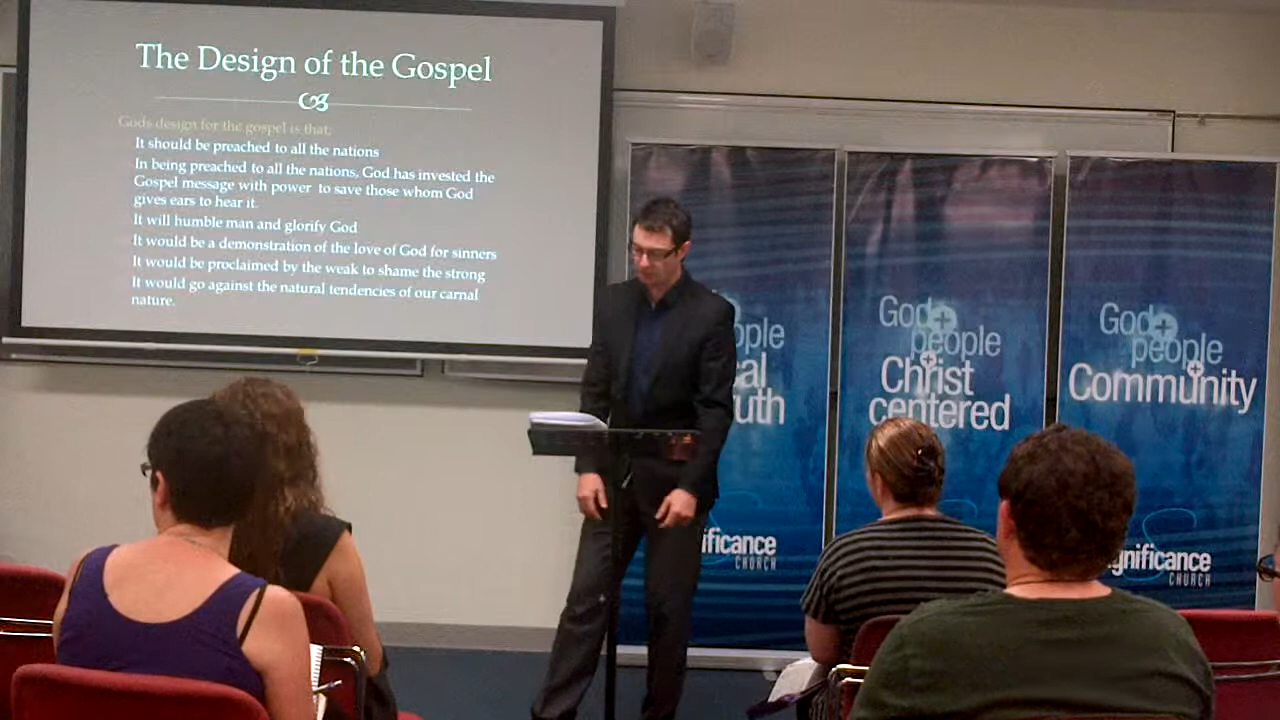 The Design of the Gospel
Gods design for the gospel is that:
It should be preached to all the nations
In being preached to all the nations, God has invested the
Gospel message with power to save those whom God
gives ears to hear it.
It will humble man and glorify God
It would be a demonstration of the love of God for sinners
It would be proclaimed by the weak to shame the strong
It would go against the natural tendencies of our carnal
nature.
ople
al
uth
ificance
CHURCH
God+
people
+
Christ
centered
God+
people
+
Community
gnificance
CHURCH